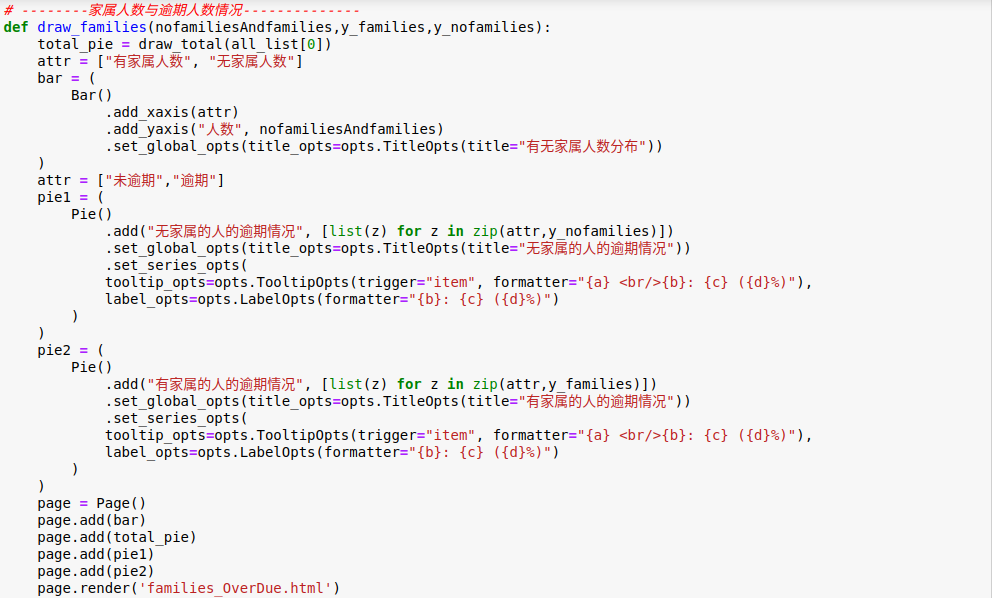 # --------家属人数与逾期人数情况--------------
def draw_families(nofamiliesAndfamilies,y_families,y_nofamilies):
    total_pie = draw_total(all_list[0])
    attr = ["有家属人数", "无家属人数"]
    bar = (
        Bar()
            .add_xaxis(attr)
            .add_yaxis("人数", nofamiliesAndfamilies)
            .set_global_opts(title_opts=opts.TitleOpts(title="有无家属人数分布"))
    )
    attr = ["未逾期","逾期"]
    pie1 = (
        Pie()
            .add("无家属的人的逾期情况", [list(z) for z in zip(attr,y_nofamilies)])
            .set_global_opts(title_opts=opts.TitleOpts(title="无家属的人的逾期情况"))
            .set_series_opts(
            tooltip_opts=opts.TooltipOpts(trigger="item", formatter="{a} <br/>{b}: {c} ({d}%)"),
            label_opts=opts.LabelOpts(formatter="{b}: {c} ({d}%)")
        )
    )
    pie2 = (
        Pie()
            .add("有家属的人的逾期情况", [list(z) for z in zip(attr,y_families)])
            .set_global_opts(title_opts=opts.TitleOpts(title="有家属的人的逾期情况"))
            .set_series_opts(
            tooltip_opts=opts.TooltipOpts(trigger="item", formatter="{a} <br/>{b}: {c} ({d}%)"),
            label_opts=opts.LabelOpts(formatter="{b}: {c} ({d}%)")
        )
    )
    page = Page()
    page.add(bar)
    page.add(total_pie)
    page.add(pie1)
    page.add(pie2)
    page.render('families_OverDue.html')